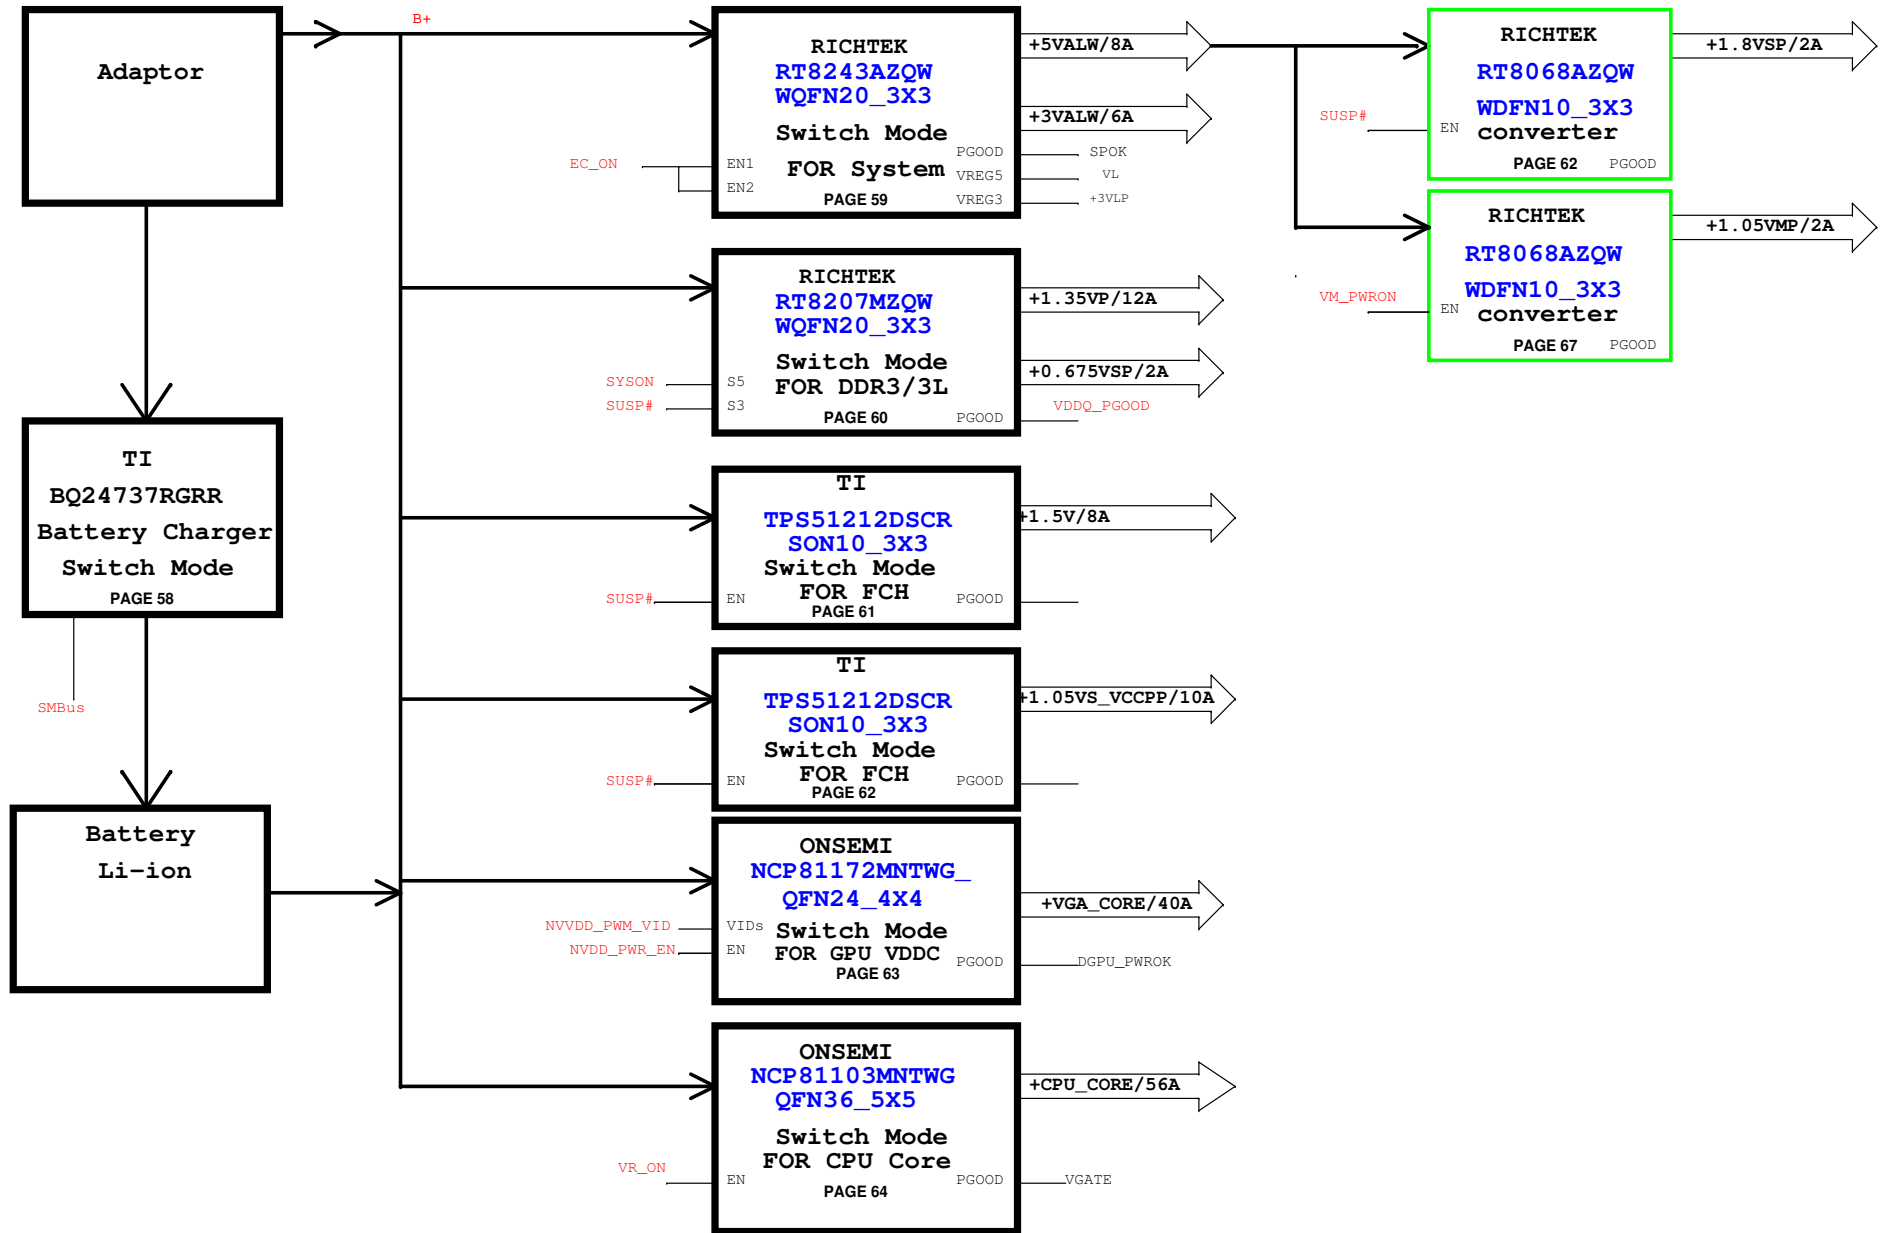 Adaptor
B+
RICHTEK
RT8243AZQW
WQFN20_3X3
Switch Mode
FOR System
PAGE 59
EC_ON
EN1
EN2
PGOOD
VREG5
VREG3
SPOK
VL
+3VLP
+5VALW/8A
+3VALW/6A
RICHTEK
RT8068AZQW
WDFN10_3X3
converter
PAGE 62
SUSP#
EN
PGOOD
+1.8VSP/2A
RICHTEK
RT8068AZQW
WDFN10_3X3
converter
PAGE 67
VM_PWRON
EN
PGOOD
+1.05VMP/2A
RICHTEK
RT8207MZQW
WQFN20_3X3
Switch Mode
FOR DDR3/3L
PAGE 60
SYSON
S5
SUSP#
S3
PGOOD
VDDQ_PGOOD
+1.35VP/12A
+0.675VSP/2A
TI
BQ24737RGRR
Battery Charger
Switch Mode
PAGE 58
SMBus
TI
TPS51212DSCR
SON10_3X3
Switch Mode
FOR FCH
PAGE 61
SUSP#
EN
PGOOD
+1.5V/8A
TI
TPS51212DSCR
SON10_3X3
Switch Mode
FOR FCH
PAGE 62
SUSP#
EN
PGOOD
+1.05VS_VCCPP/10A
Battery
Li-ion
ONSEMI
NCP81172MNTWG_
QFN24_4X4
Switch Mode
FOR GPU VDDC
PAGE 63
NVVDD_PWM_VID
VIDs
NVDD_PWR_EN
EN
PGOOD
DGPU_PWROK
+VGA_CORE/40A
ONSEMI
NCP81103MNTWG
QFN36_5X5
Switch Mode
FOR CPU Core
PAGE 64
VR_ON
EN
PGOOD
VGATE
+CPU_CORE/56A